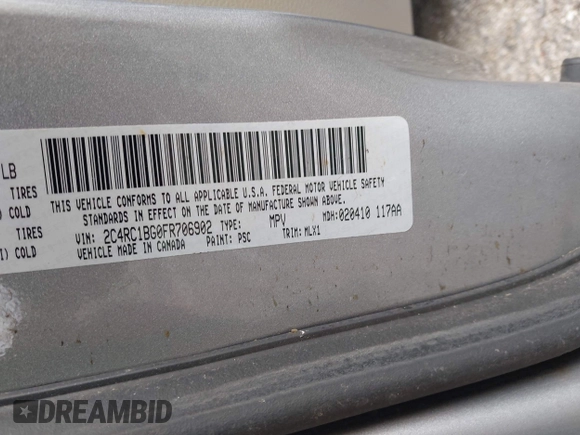 LB
TIRES
) COLD
TIRES
I) COLD
THIS VEHICLE CONFORMS TO ALL APPLICABLE U.S.A. FEDERAL MOTOR VEHICLE SAFETY
STANDARDS IN EFFECT ON THE DATE OF MANUFACTURE SHOWN ABOVE.
VIN: 2C4RC1BG0FR706902 TYPE: MPV MDH:020410 117AA
VEHICLE MADE IN CANADA PAINT: PSC TRIM: MLX1
DREAMBID